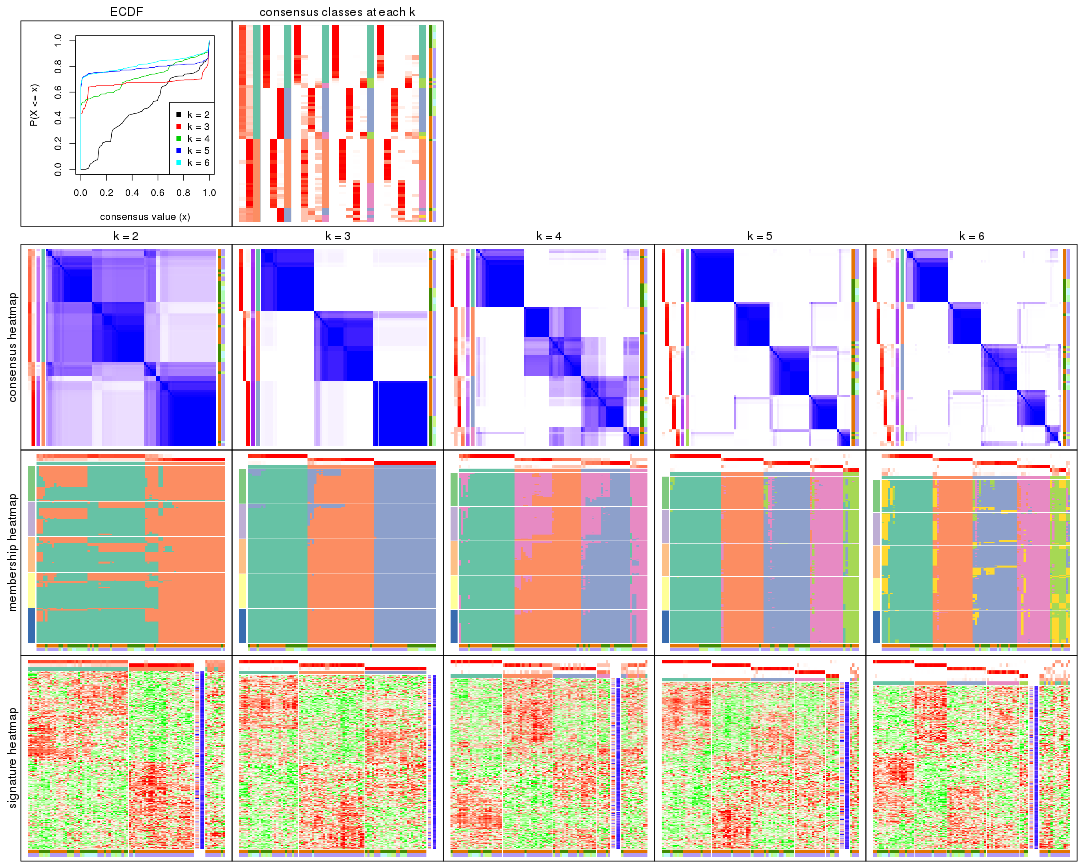 ECDF
consensus classes at each k
P(X <= x)
0.0
0.2
0.4
0.6
0.8
1.0
k = 2
k = 3
k = 4
k = 5
k = 6
0.0 0.2 0.4 0.6 0.8 1.0
consensus value (x)
k = 2
k = 3
k = 4
k = 5
k = 6
consensus heatmap
membership heatmap
signature heatmap